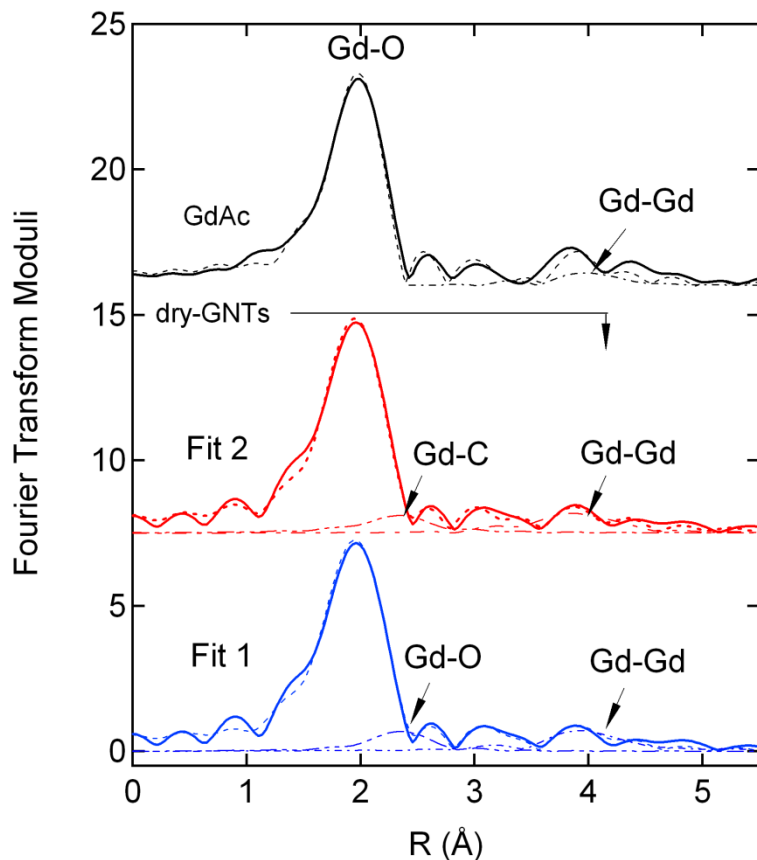 Fourier Transform Moduli
25
20
15
10
5
0
Gd-O
GdAc
Gd-Gd
dry-GNTs
Fit 2
Gd-C
Gd-Gd
Fit 1
Gd-O
Gd-Gd
0 1 2 3 4 5
R (Å)